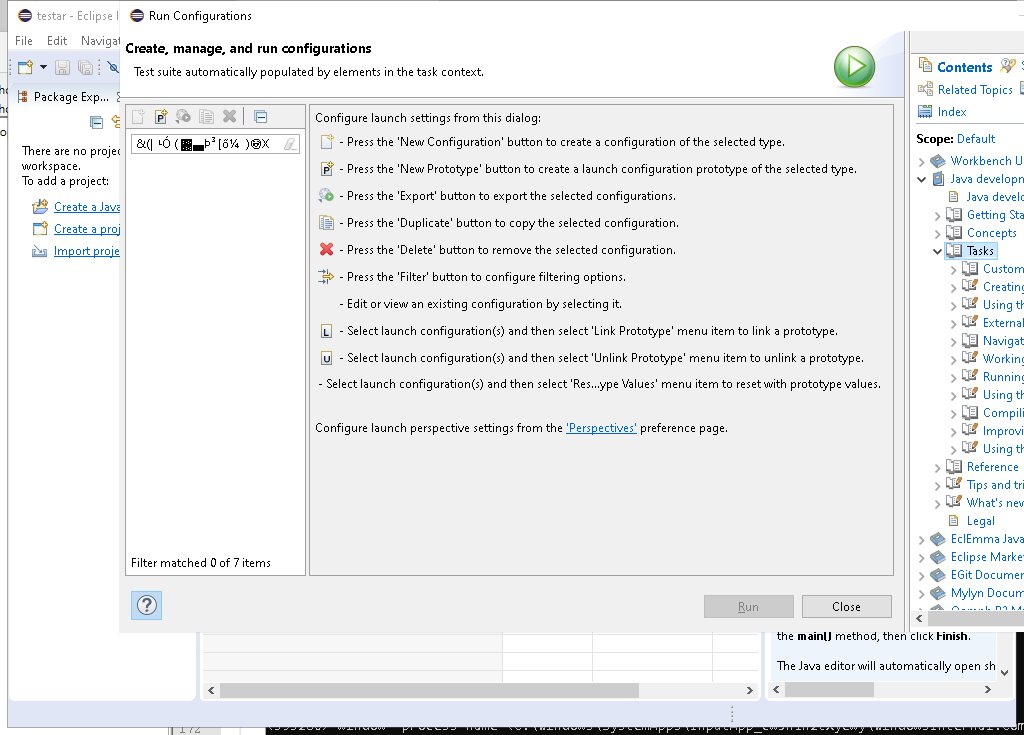 testar - Eclipse I
File Edit Navigat
Package Exp...
There are no projec
workspace.
To add a project:
Create a Java
Create a proj
Import proje
Run Configurations
Create, manage, and run configurations
Test suite automatically populated by elements in the task context.
Filter matched 0 of 7 items
Configure launch settings from this dialog:
- Press the 'New Configuration' button to create a configuration of the selected type.
- Press the 'New Prototype' button to create a launch configuration prototype of the selected type.
- Press the 'Export' button to export the selected configurations.
- Press the 'Duplicate' button to copy the selected configuration.
- Press the 'Delete' button to remove the selected configuration.
- Press the 'Filter' button to configure filtering options.
- Edit or view an existing configuration by selecting it.
- Select launch configuration(s) and then select 'Link Prototype' menu item to link a prototype.
- Select launch configuration(s) and then select 'Unlink Prototype' menu item to unlink a prototype.
- Select launch configuration(s) and then select 'Res...ype Values' menu item to reset with prototype values.
Configure launch perspective settings from the 'Perspectives' preference page.
Run Close
Contents
Related Topics
Index
Scope: Default
Workbench U
Java developm
Java develo
Getting Sta
Concepts
Tasks
Custom
Creating
Using th
External
Navigat
Working
Running
Using th
Compili
Improvi
Using th
Reference
Tips and tri
What's new
Legal
EclEmma Java
Eclipse Marke
EGit Documen
Mylyn Docum
the main() method, then click Finish.
The Java editor will automatically open sh
172